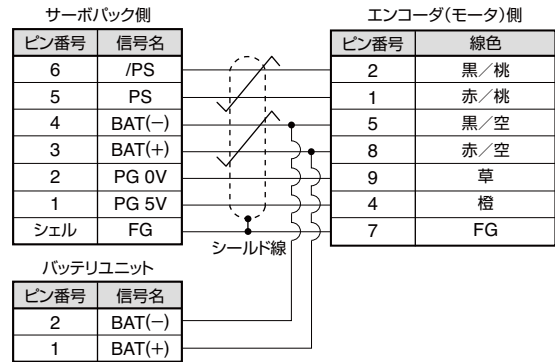 サーボパック側
エンコーダ(モータ)側
ピン番号 信号名
ピン番号 線色
6 /PS
2 黒/桃
5 PS
1 赤/桃
4 BAT(−)
5 黒/空
3 BAT(+)
8 赤/空
2 PG 0V
9 草
1 PG 5V
4 橙
シェル FG
7 FG
シールド線
バッテリユニット
ピン番号 信号名
2 BAT(−)
1 BAT(+)